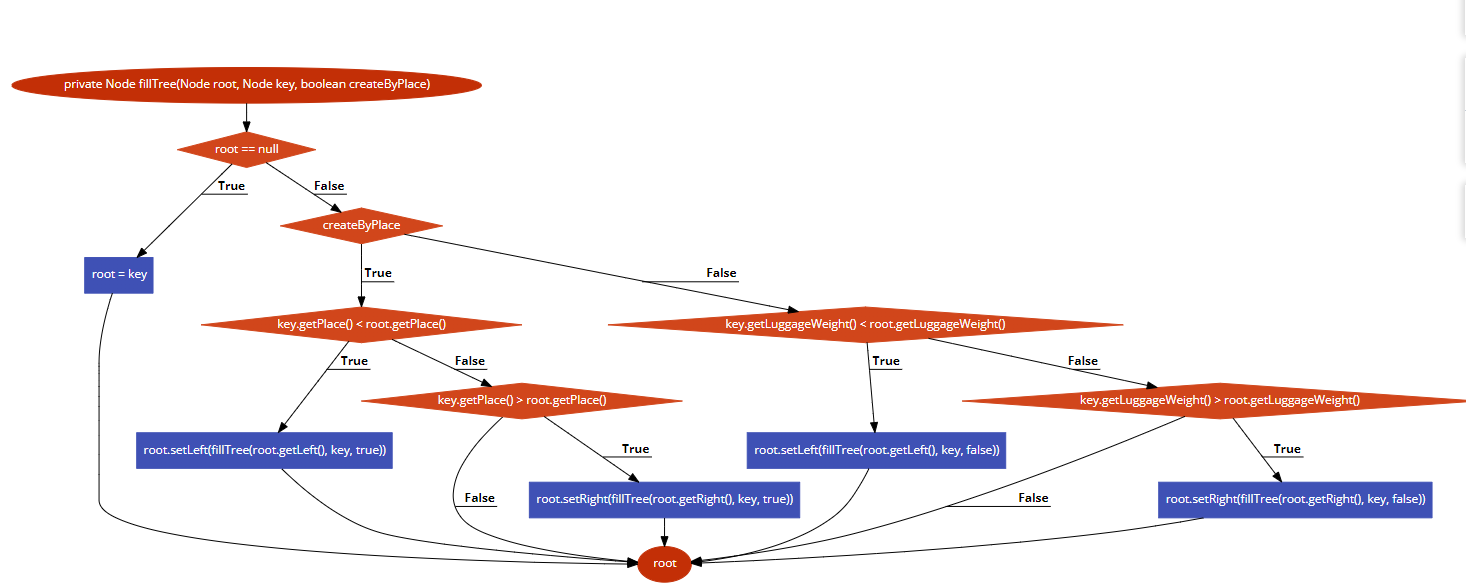 private Node fillTree(Node root, Node key, boolean createByPlace)
root == null
True
False
createByPlace
root = key
True
False
key.getPlace() < root.getPlace()
key.getLuggageWeight() < root.getLuggageWeight()
True
False
True
False
key.getPlace() > root.getPlace()
key.getLuggageWeight() > root.getLuggageWeight()
root.setLeft(fillTree(root.getLeft(), key, true))
True
root.setLeft(fillTree(root.getLeft(), key, false))
True
False
root.setRight(fillTree(root.getRight(), key, true))
False
root.setRight(fillTree(root.getRight(), key, false))
root